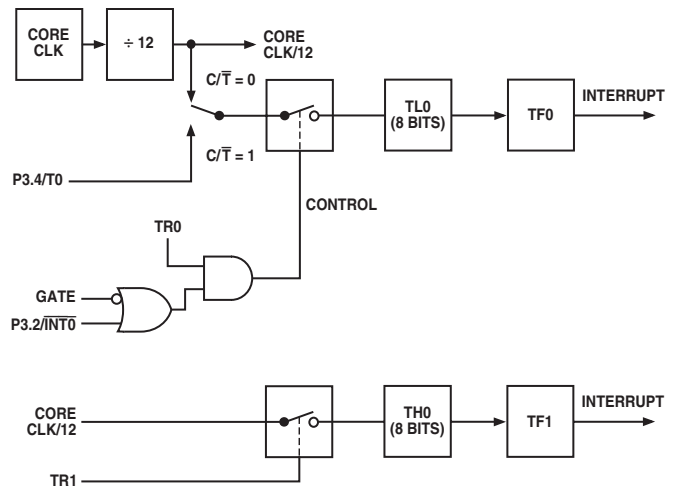 CORE
CLK
÷ 12
CORE
CLK/12
C/T̅ = 0
C/T̅ = 1
P3.4/T0
TL0
(8 BITS)
TF0
INTERRUPT
CONTROL
TR0
GATE
P3.2/I̅N̅T̅0̅
CORE
CLK/12
TR1
TH0
(8 BITS)
TF1
INTERRUPT